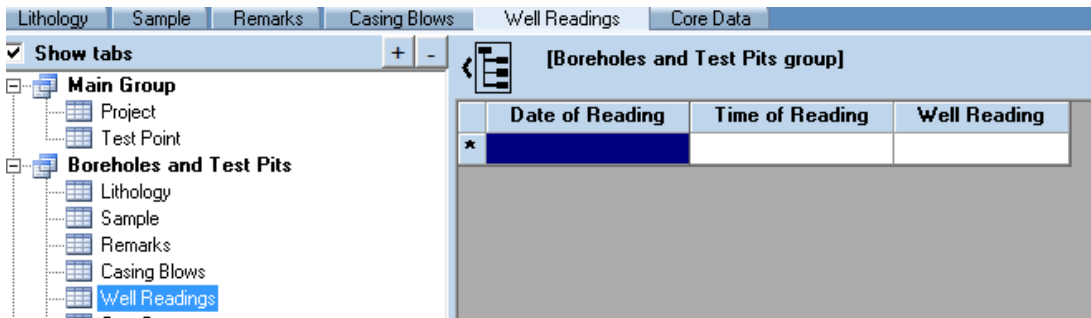 Lithology Sample Remarks Casing Blows Well Readings Core Data
Show tabs + -
[Boreholes and Test Pits group]
Main Group
Project
Test Point
Boreholes and Test Pits
Lithology
Sample
Remarks
Casing Blows
Well Readings
Date of Reading Time of Reading Well Reading
*